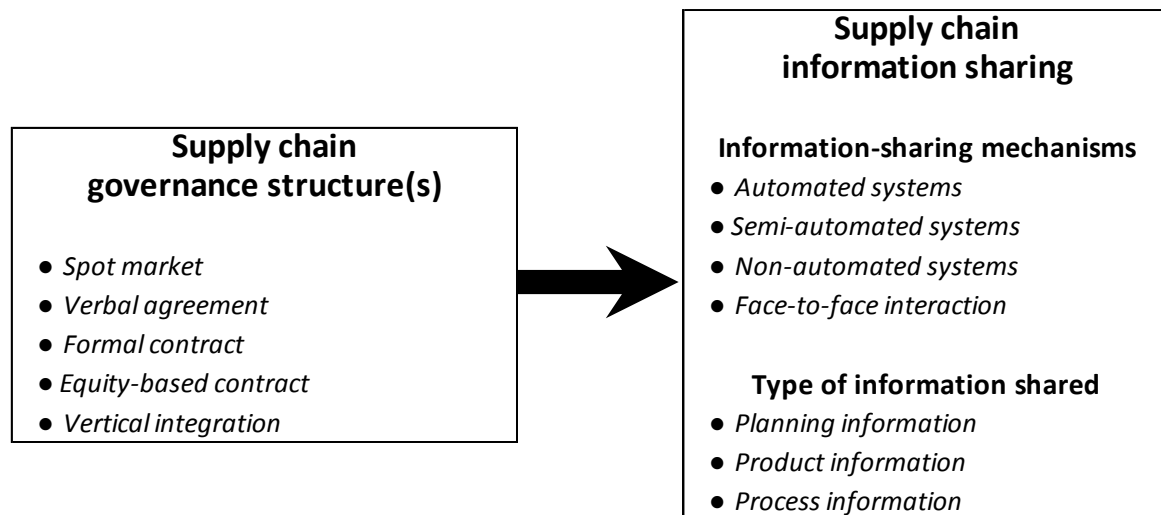 Supply chain
governance structure(s)
● Spot market
● Verbal agreement
● Formal contract
● Equity-based contract
● Vertical integration
Supply chain
information sharing
Information-sharing mechanisms
● Automated systems
● Semi-automated systems
● Non-automated systems
● Face-to-face interaction
Type of information shared
● Planning information
● Product information
● Process information